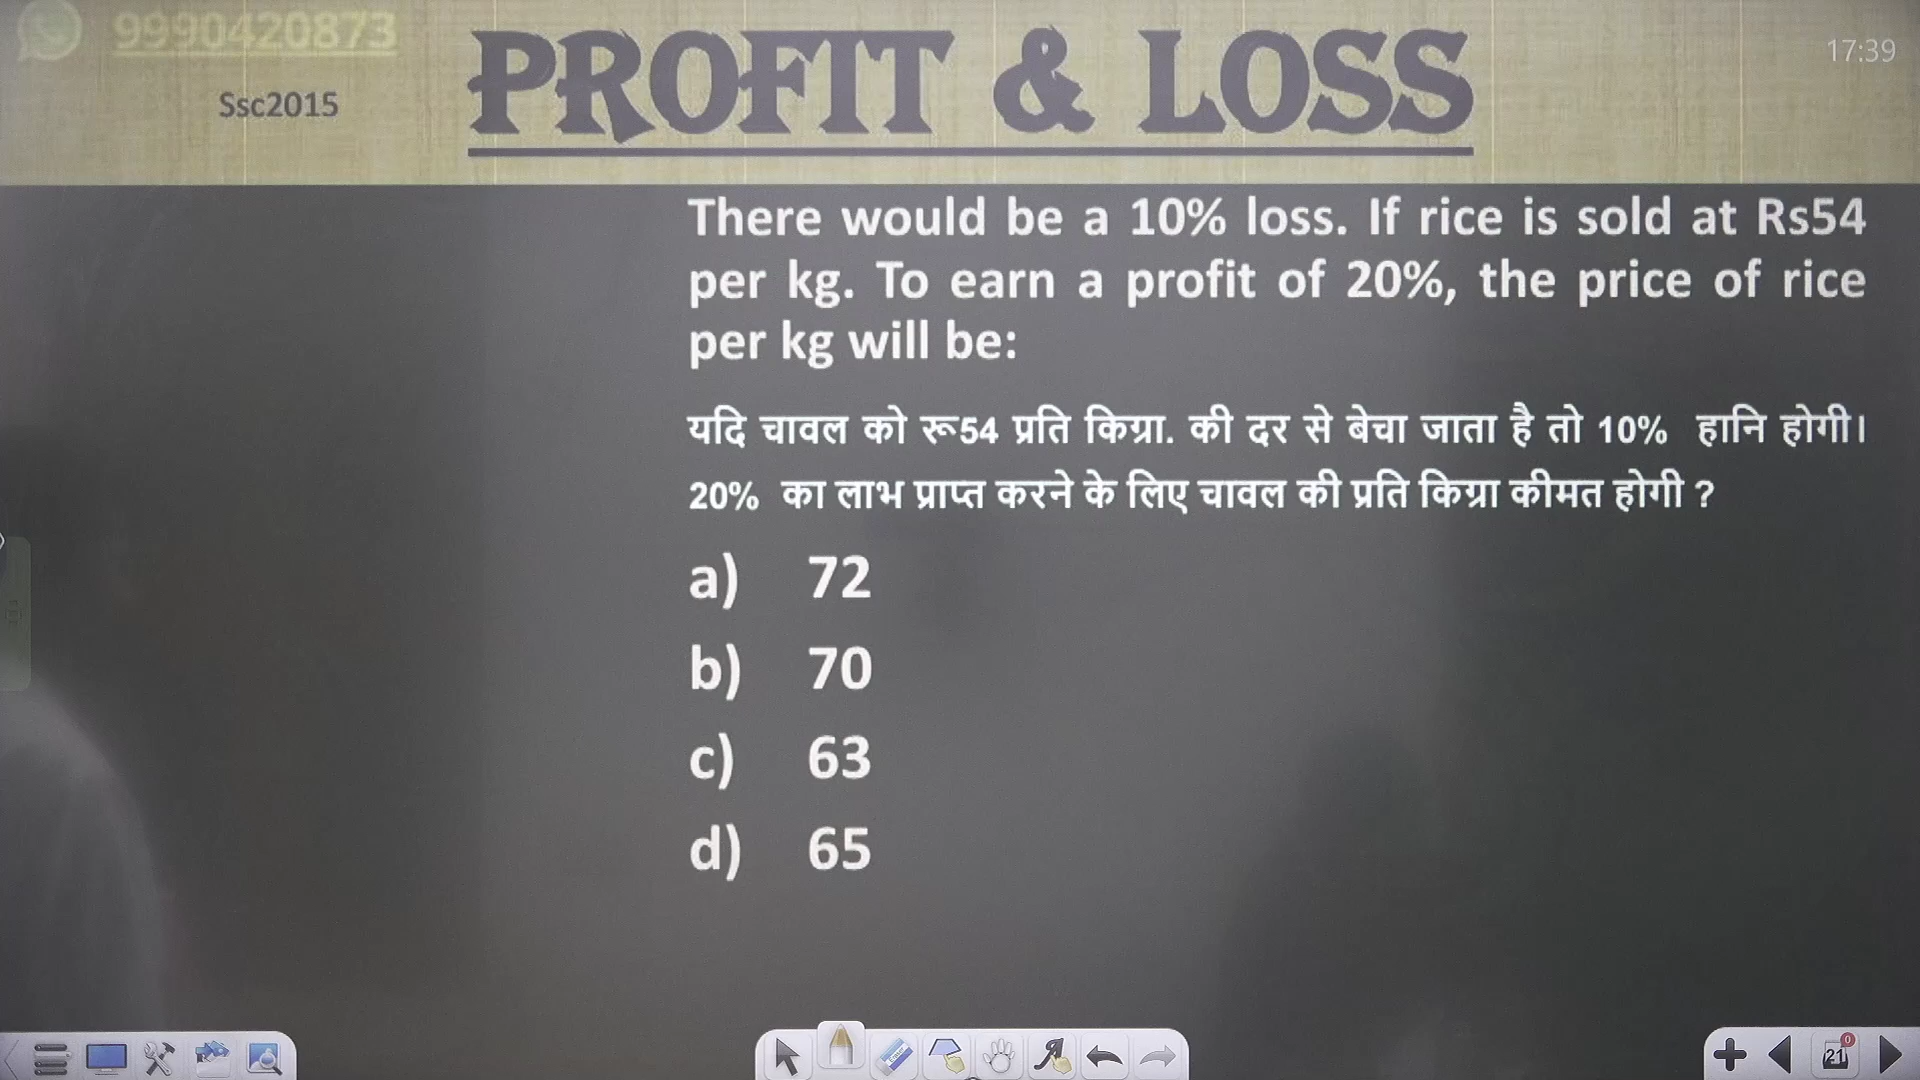 9990420873
Ssc2015
PROFIT & LOSS
17:39
There would be a 10% loss. If rice is sold at Rs54
per kg. To earn a profit of 20%, the price of rice
per kg will be:
यदि चावल को रू54 प्रति किग्रा. की दर से बेचा जाता है तो 10% हानि होगी।
20% का लाभ प्राप्त करने के लिए चावल की प्रति किग्रा कीमत होगी ?
a) 72
b) 70
c) 63
d) 65
21
0